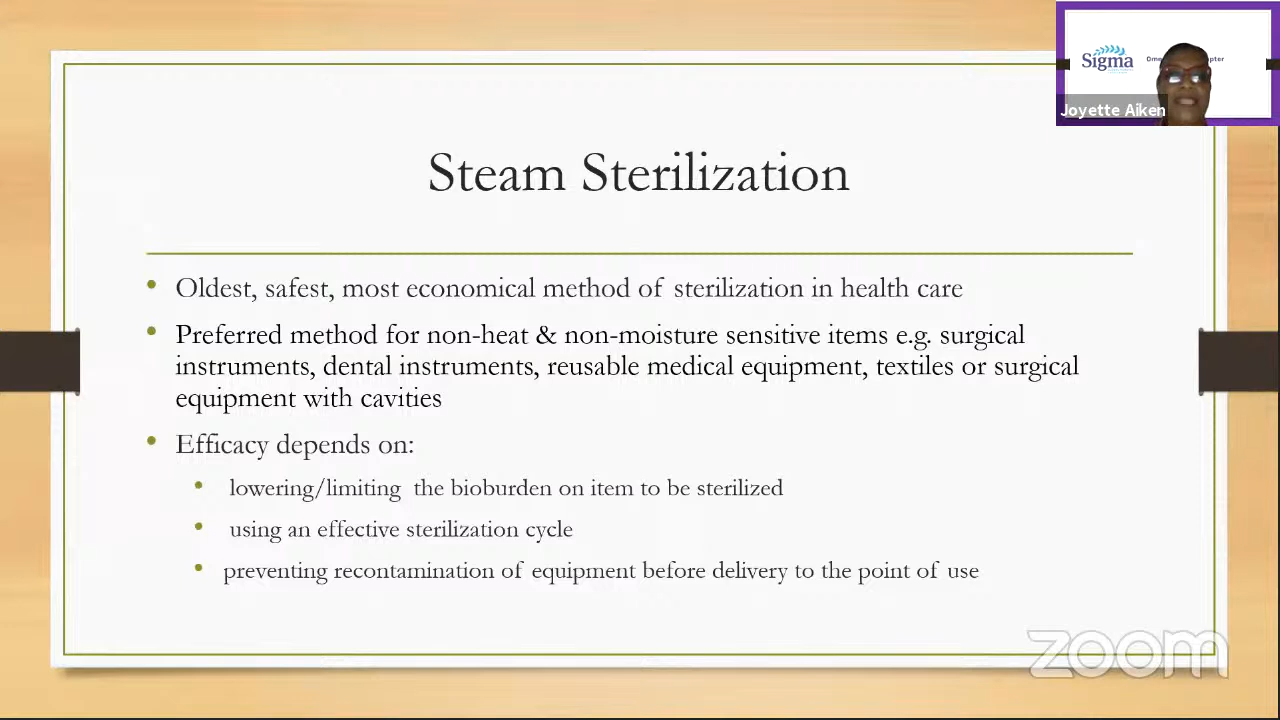 Sigma
Joyette Aiken
Steam Sterilization
• Oldest, safest, most economical method of sterilization in health care
• Preferred method for non-heat & non-moisture sensitive items e.g. surgical
instruments, dental instruments, reusable medical equipment, textiles or surgical
equipment with cavities
• Efficacy depends on:
• lowering/limiting the bioburden on item to be sterilized
• using an effective sterilization cycle
• preventing recontamination of equipment before delivery to the point of use
zoom